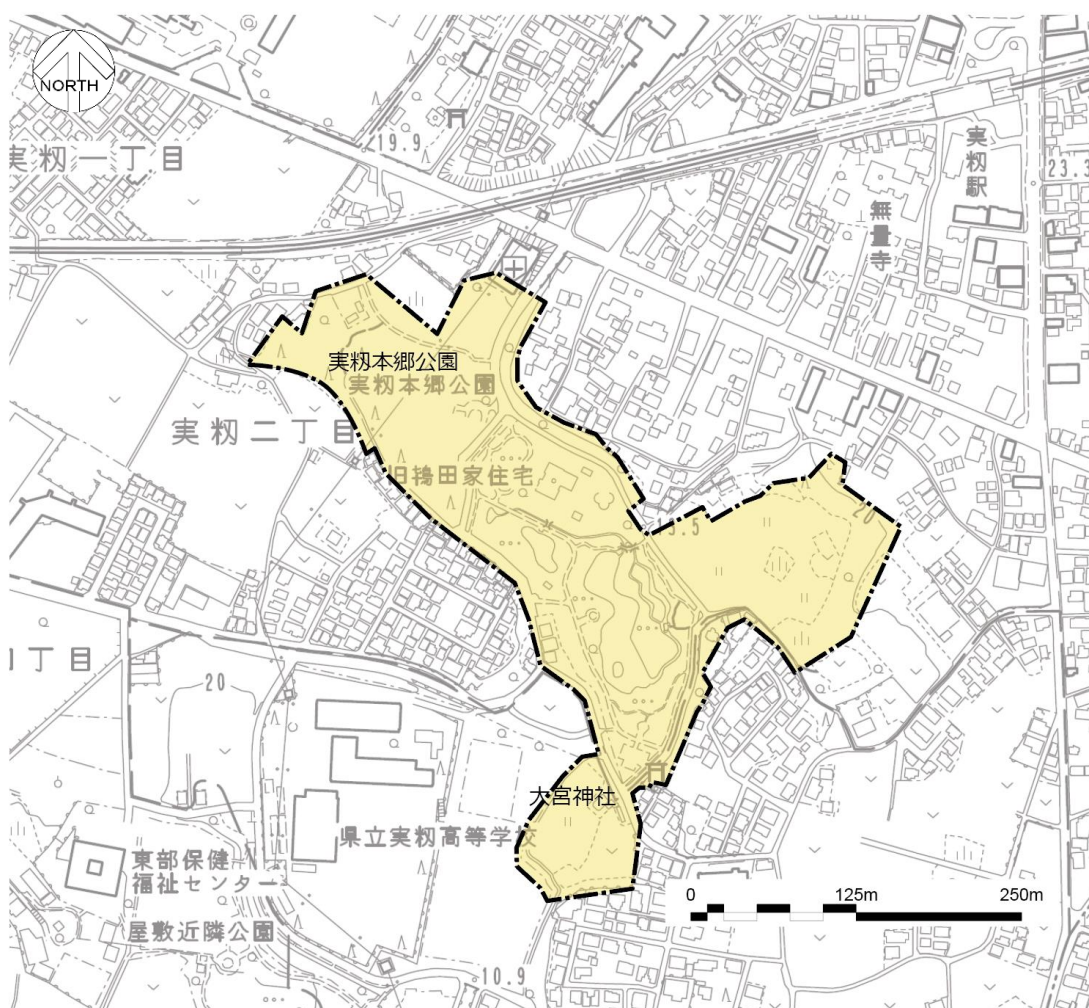 NORTH
実籾一丁目
19.9
実籾駅
23.3
無量寺
実籾本郷公園
実籾本郷公園
実籾二丁目
旧鴇田家住宅
15.5
20
丁目
20
大宮神社
県立実籾高等学校
東部保健
福祉センター
屋敷近隣公園
10.9
0 125m 250m